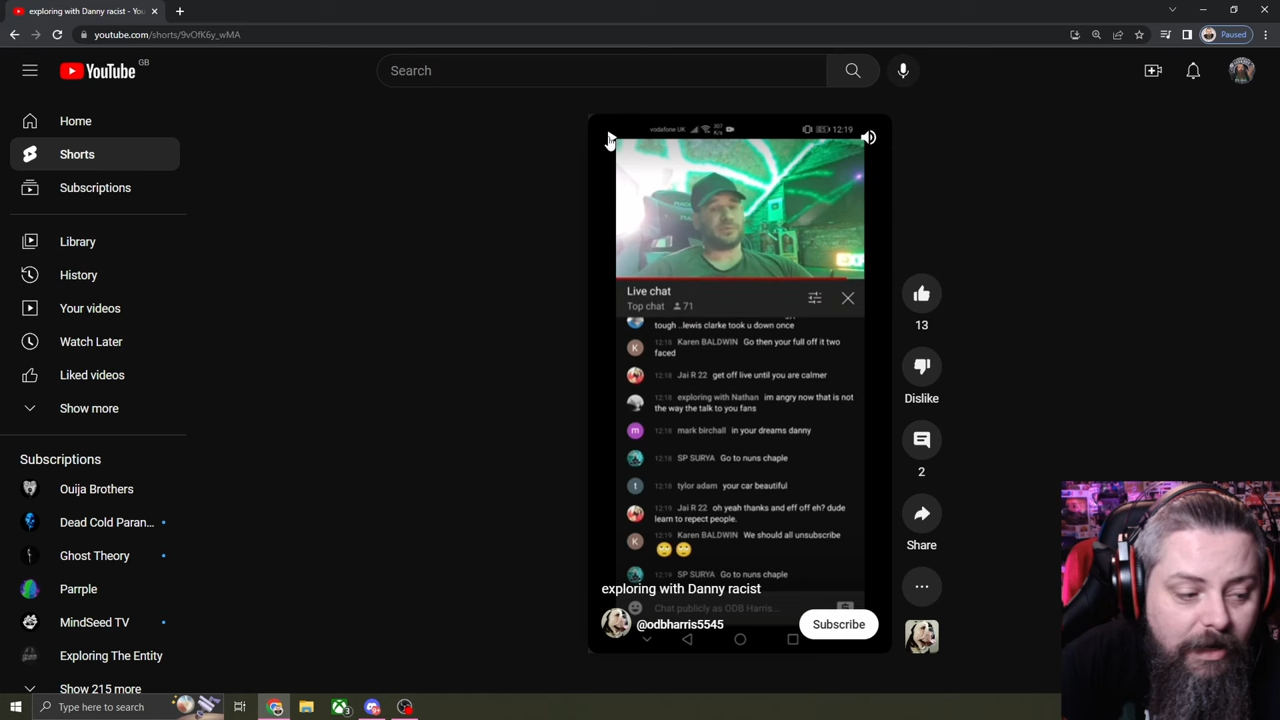 exploring with Danny racist - You
youtube.com/shorts/9vOfK6y_wMA
Paused
YouTube GB
Search
Home
Shorts
Subscriptions
Library
History
Your videos
Watch Later
Liked videos
Show more
Subscriptions
Ouija Brothers
Dead Cold Paran...
Ghost Theory
Parrple
MindSeed TV
Exploring The Entity
Show 215 more
vodafone UK
12:19
Live chat
Top chat 71
tough ..lewis clarke took u down once
12:18 Karen BALDWIN Go then your full off it two
faced
12:18 Jai R 22 get off live until you are calmer
12:18 exploring with Nathan im angry now that is not
the way the talk to you fans
12:18 mark birchall in your dreams danny
12:18 SP SURYA Go to nuns chaple
12:18 tylor adam your car beautiful
12:19 Jai R 22 oh yeah thanks and eff off eh? dude
learn to repect people.
12:19 Karen BALDWIN We should all unsubscribe
12:19 SP SURYA Go to nuns chaple
exploring with Danny racist
Chat publicly as ODB Harris...
@odbharris5545
Subscribe
13
Dislike
2
Share
Type here to search